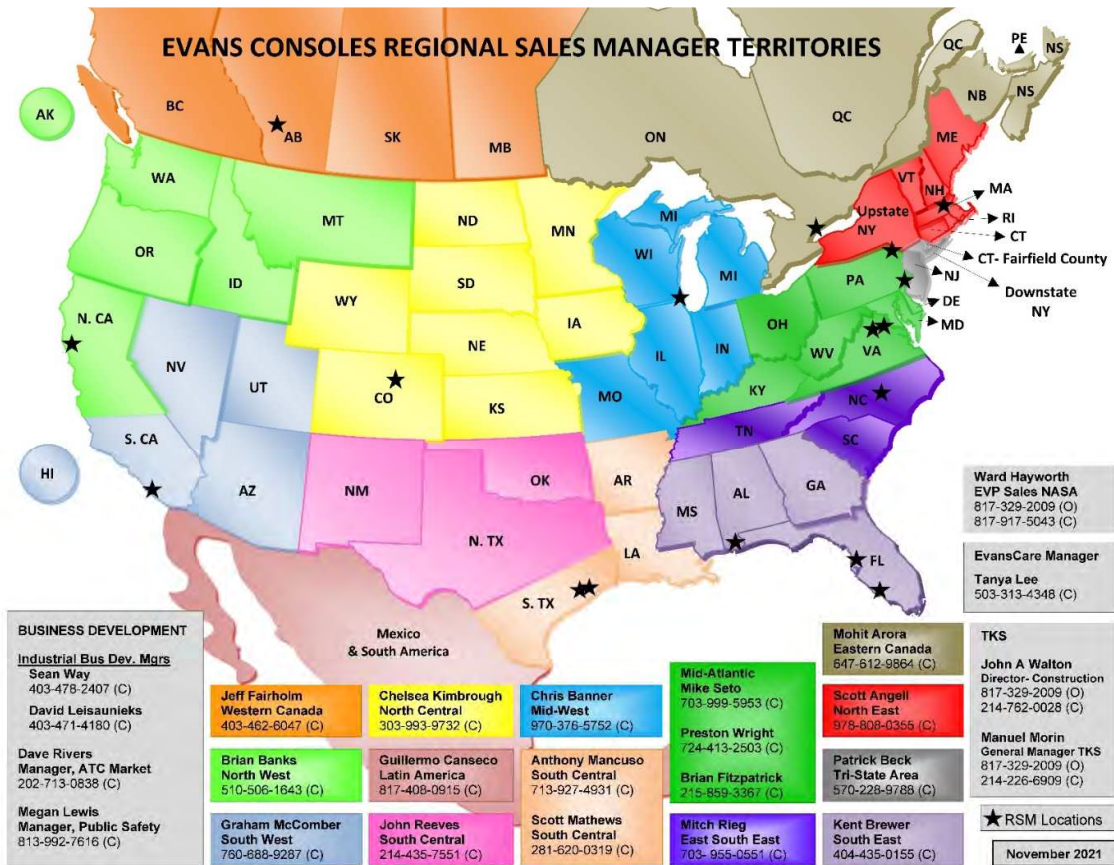 EVANS CONSOLES REGIONAL SALES MANAGER TERRITORIES
QC
PE
NS
AK
BC
AB
SK
MB
ON
QC
NB
NS
ME
VT
NH
MA
RI
CT
CT- Fairfield County
Upstate
NY
WA
MT
ND
MN
MI
WI
MI
OR
ID
SD
WY
IA
PA
NJ
DE
Downstate
NY
MD
N. CA
NE
OH
IL
IN
WV
VA
NV
UT
CO
KS
MO
KY
NC
TN
SC
S. CA
HI
AZ
NM
OK
AR
MS
AL
GA
N. TX
LA
FL
S. TX
Mexico
& South America
Ward Hayworth
EVP Sales NASA
817-329-2009 (O)
817-917-5043 (C)
EvansCare Manager
Tanya Lee
503-313-4348 (C)
BUSINESS DEVELOPMENT
Industrial Bus Dev. Mgrs
Sean Way
403-478-2407 (C)
David Leisaunieks
403-471-4180 (C)
Dave Rivers
Manager, ATC Market
202-713-0838 (C)
Megan Lewis
Manager, Public Safety
813-992-7616 (C)
Jeff Fairholm
Western Canada
403-462-6047 (C)
Brian Banks
North West
510-506-1643 (C)
Graham McComber
South West
760-688-9287 (C)
Chelsea Kimbrough
North Central
303-993-9732 (C)
Guillermo Canseco
Latin America
817-408-0915 (C)
John Reeves
South Central
214-435-7551 (C)
Chris Banner
Mid-West
970-376-5752 (C)
Anthony Mancuso
South Central
713-927-4931 (C)
Scott Mathews
South Central
281-620-0319 (C)
Mid-Atlantic
Mike Seto
703-999-5953 (C)
Preston Wright
724-413-2503 (C)
Brian Fitzpatrick
215-859-3367 (C)
Mitch Rieg
East South East
703- 955-0551 (C)
Mohit Arora
Eastern Canada
647-612-9864 (C)
Scott Angell
North East
978-808-0355 (C)
Patrick Beck
Tri-State Area
570-228-9788 (C)
Kent Brewer
South East
404-435-0155 (C)
TKS
John A Walton
Director- Construction
817-329-2009 (O)
214-762-0028 (C)
Manuel Morin
General Manager TKS
817-329-2009 (O)
214-226-6909 (C)
RSM Locations
November 2021